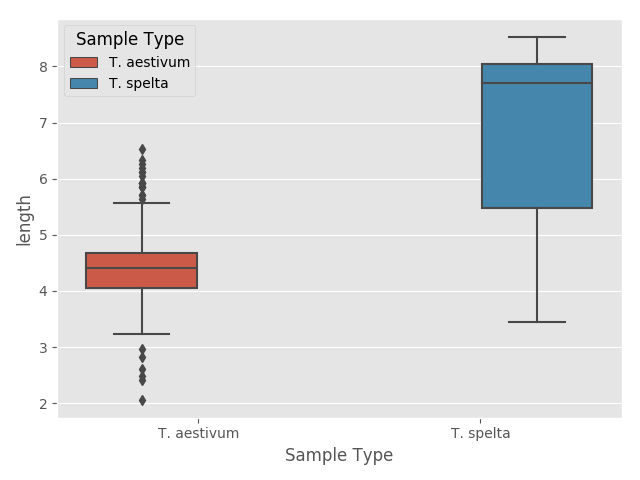 Sample Type
T. aestivum
T. spelta
8
7
6
5
4
3
2
length
T. aestivum
T. spelta
Sample Type